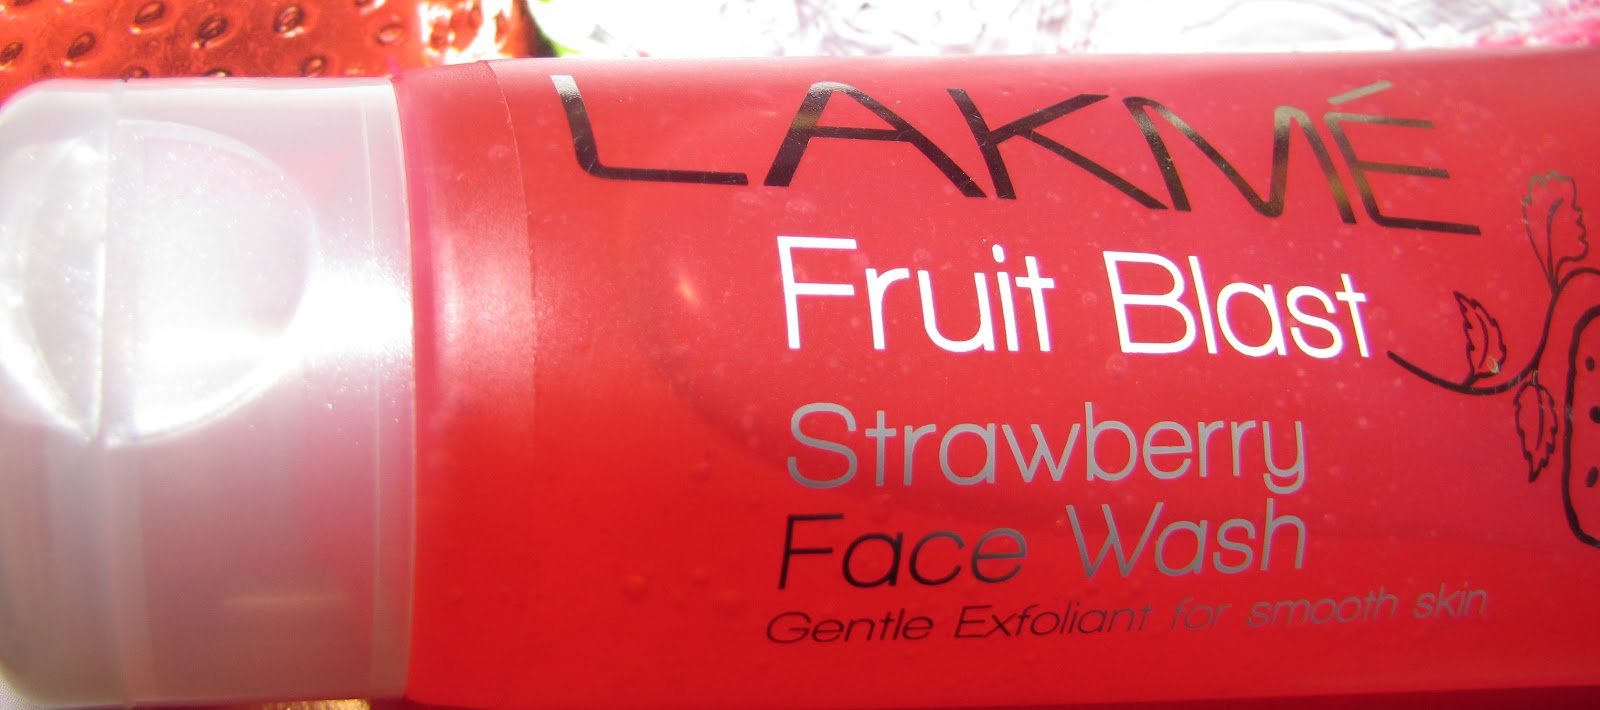 LAKMÉ
Fruit Blast
Strawberry
Face Wash
Gentle Exfoliant for smooth skin